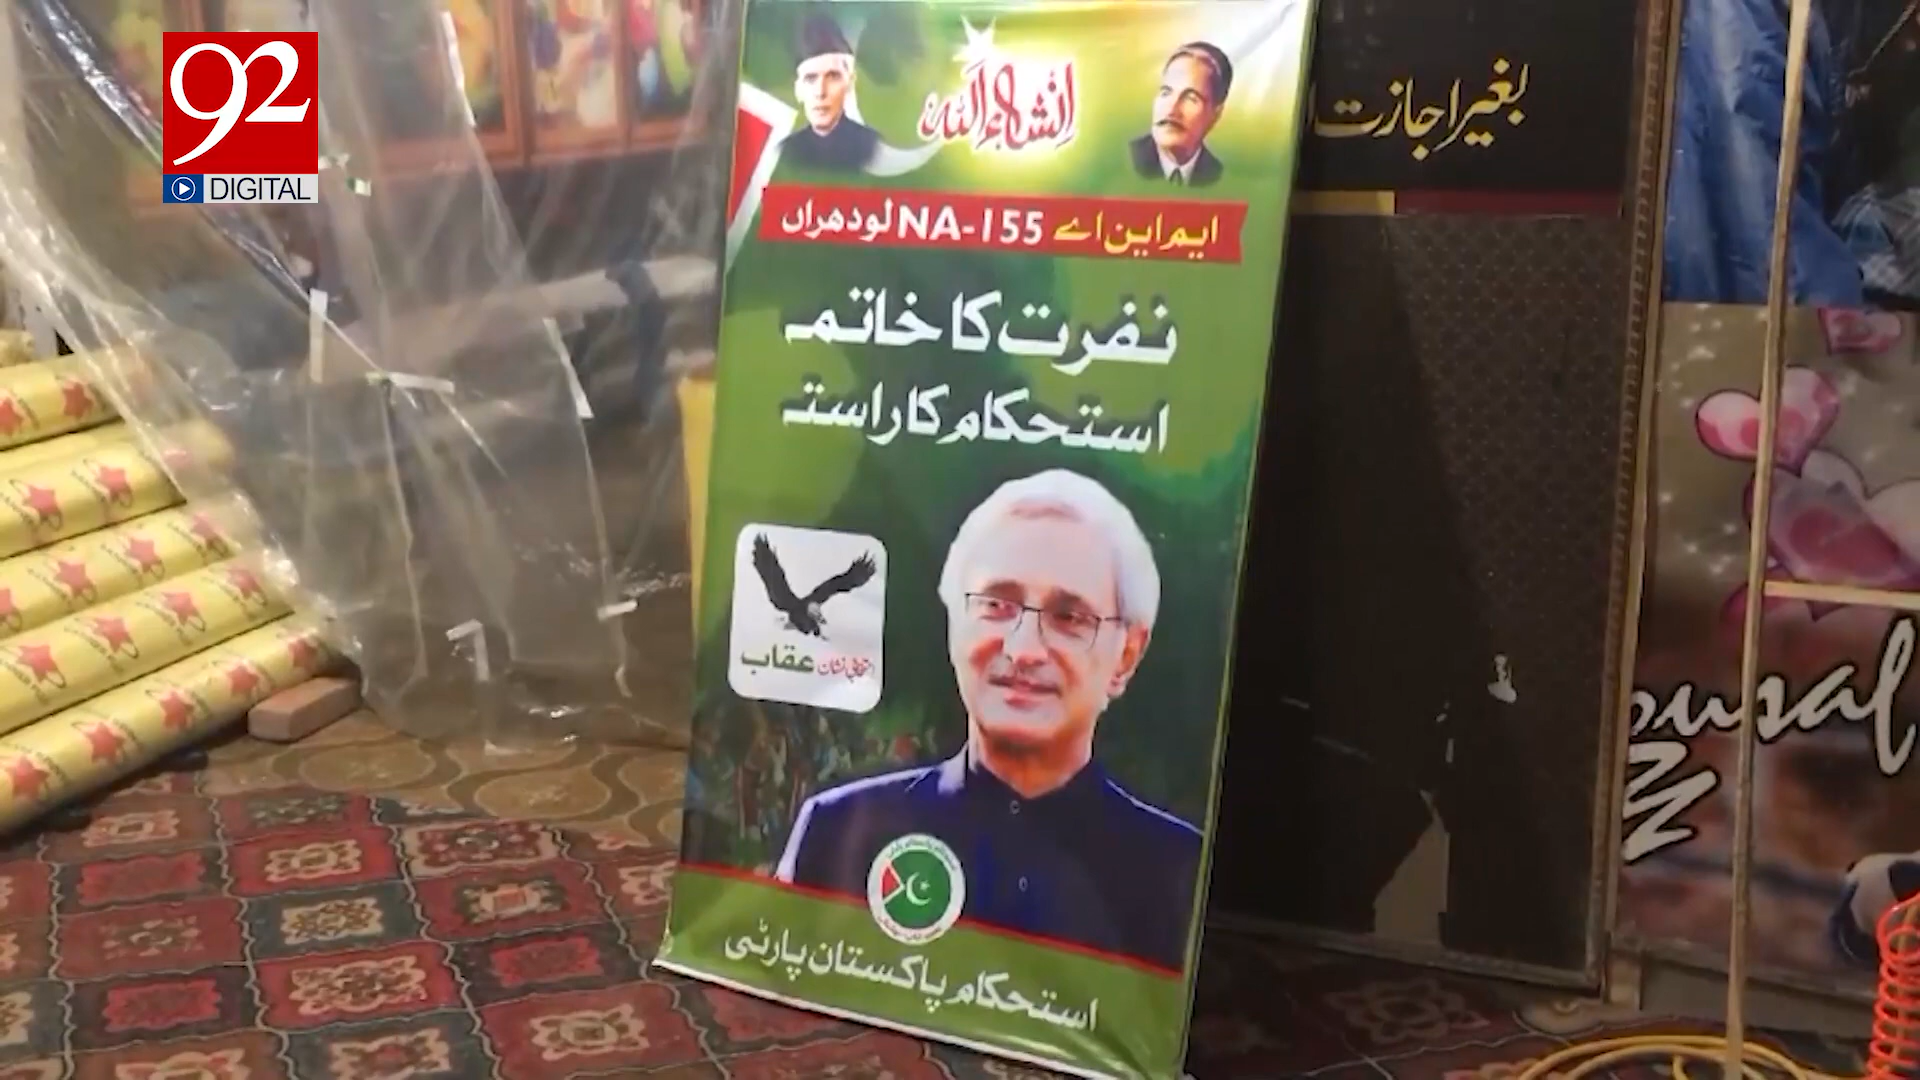 92
DIGITAL
انشاءاللہ
ایم این اے NA-155 لودھراں
نفرت کا خاتمہ
استحکام کا راستہ
انتخابی نشان عقاب
استحکام پاکستان پارٹی
بغیر اجازت